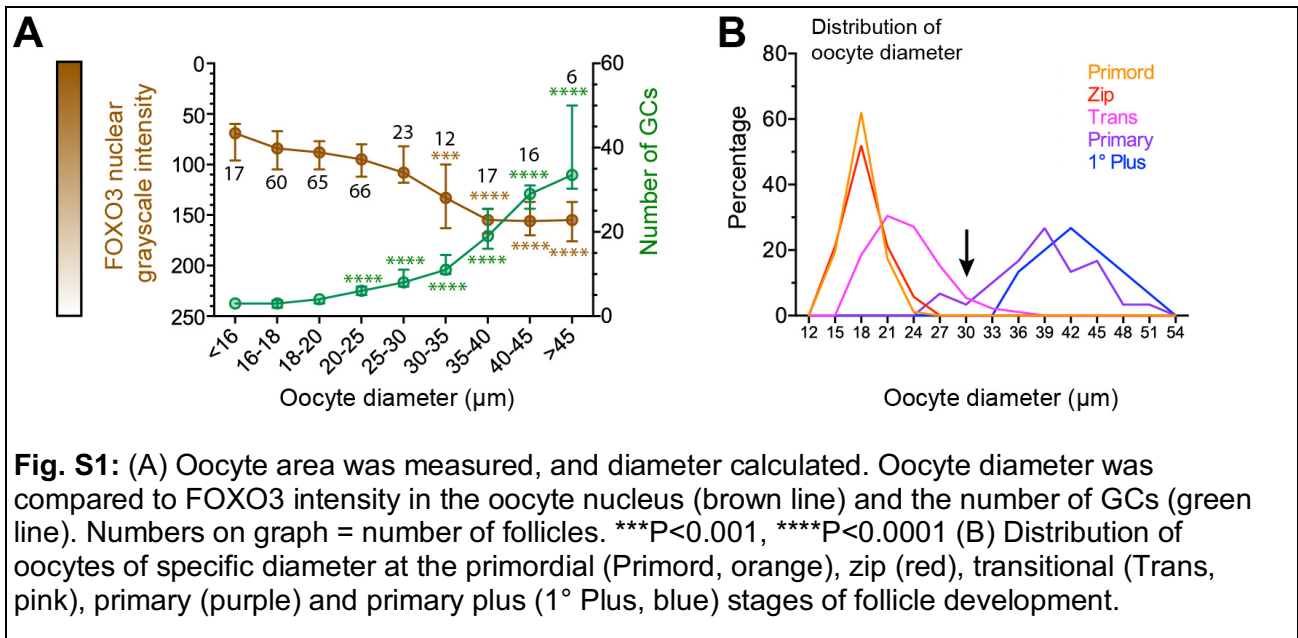 A
FOXO3 nuclear
grayscale intensity
0
50
100
150
200
250
17
60
65
66
23
12
***
17
****
16
****
6
****
****
****
****
****
****
****
60
40
20
0
Number of GCs
<16
16-18
18-20
20-25
25-30
30-35
35-40
40-45
>45
Oocyte diameter (µm)
B
Distribution of
oocyte diameter
80
60
40
20
0
Percentage
Primord
Zip
Trans
Primary
1° Plus
12 15 18 21 24 27 30 33 36 39 42 45 48 51 54
Oocyte diameter (µm)
Fig. S1: (A) Oocyte area was measured, and diameter calculated. Oocyte diameter was
compared to FOXO3 intensity in the oocyte nucleus (brown line) and the number of GCs (green
line). Numbers on graph = number of follicles. ***P<0.001, ****P<0.0001 (B) Distribution of
oocytes of specific diameter at the primordial (Primord, orange), zip (red), transitional (Trans,
pink), primary (purple) and primary plus (1° Plus, blue) stages of follicle development.